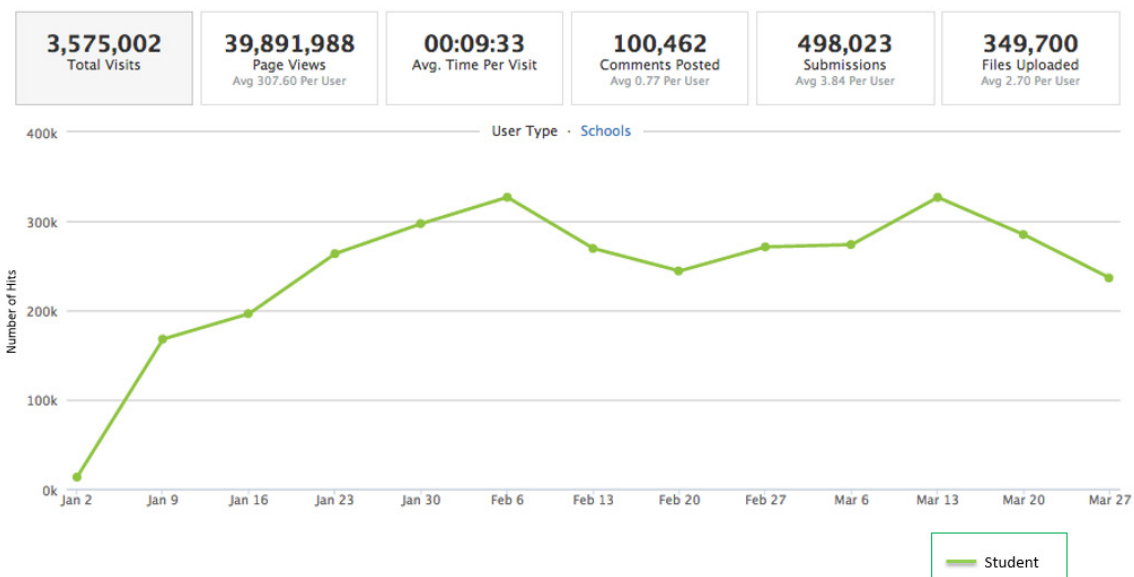 3,575,002
Total Visits
39,891,988
Page Views
Avg 307.60 Per User
00:09:33
Avg. Time Per Visit
100,462
Comments Posted
Avg 0.77 Per User
498,023
Submissions
Avg 3.84 Per User
349,700
Files Uploaded
Avg 2.70 Per User
User Type · Schools
Number of Hits
400k
300k
200k
100k
0k
Jan 2 Jan 9 Jan 16 Jan 23 Jan 30 Feb 6 Feb 13 Feb 20 Feb 27 Mar 6 Mar 13 Mar 20 Mar 27
Student